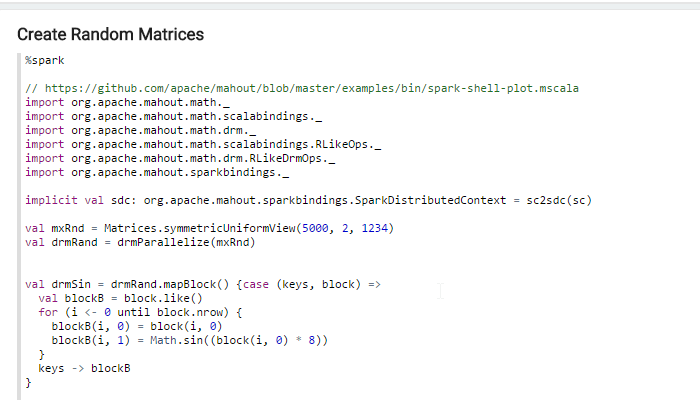 Create Random Matrices
%spark
// https://github.com/apache/mahout/blob/master/examples/bin/spark-shell-plot.mscala
import org.apache.mahout.math._
import org.apache.mahout.math.scalabindings._
import org.apache.mahout.math.drm._
import org.apache.mahout.math.scalabindings.RLikeOps._
import org.apache.mahout.math.drm.RLikeDrmOps._
import org.apache.mahout.sparkbindings._
implicit val sdc: org.apache.mahout.sparkbindings.SparkDistributedContext = sc2sdc(sc)
val mxRnd = Matrices.symmetricUniformView(5000, 2, 1234)
val drmRand = drmParallelize(mxRnd)
val drmSin = drmRand.mapBlock() {case (keys, block) =>
  val blockB = block.like()
  for (i <- 0 until block.nrow) {
    blockB(i, 0) = block(i, 0)
    blockB(i, 1) = Math.sin((block(i, 0) * 8))
  }
  keys -> blockB
}